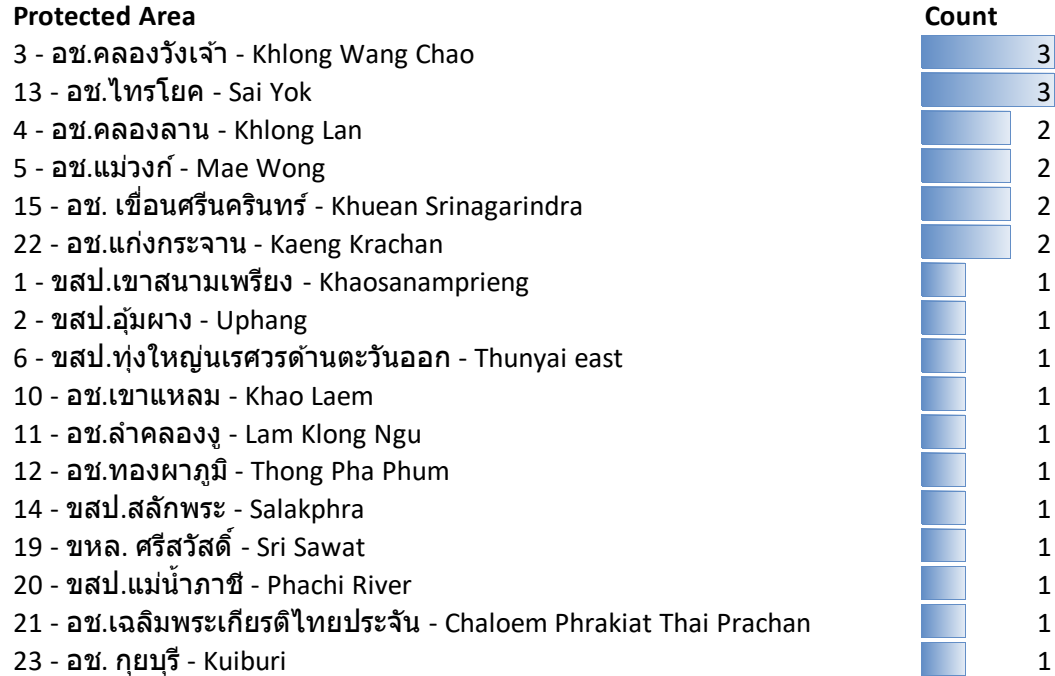 Protected Area Count
3 - อช.คลองวังเจ้า - Khlong Wang Chao 3
13 - อช.ไทรโยค - Sai Yok 3
4 - อช.คลองลาน - Khlong Lan 2
5 - อช.แม่วงก์ - Mae Wong 2
15 - อช. เขื่อนศรีนครินทร์ - Khuean Srinagarindra 2
22 - อช.แก่งกระจาน - Kaeng Krachan 2
1 - ขสป.เขาสนามเพรียง - Khaosanamprieng 1
2 - ขสป.อุ้มผาง - Uphang 1
6 - ขสป.ทุ่งใหญ่นเรศวรด้านตะวันออก - Thunyai east 1
10 - อช.เขาแหลม - Khao Laem 1
11 - อช.ลำคลองงู - Lam Klong Ngu 1
12 - อช.ทองผาภูมิ - Thong Pha Phum 1
14 - ขสป.สลักพระ - Salakphra 1
19 - ขหล. ศรีสวัสดิ์ - Sri Sawat 1
20 - ขสป.แม่น้ำภาชี - Phachi River 1
21 - อช.เฉลิมพระเกียรติไทยประจัน - Chaloem Phrakiat Thai Prachan 1
23 - อช. กุยบุรี - Kuiburi 1